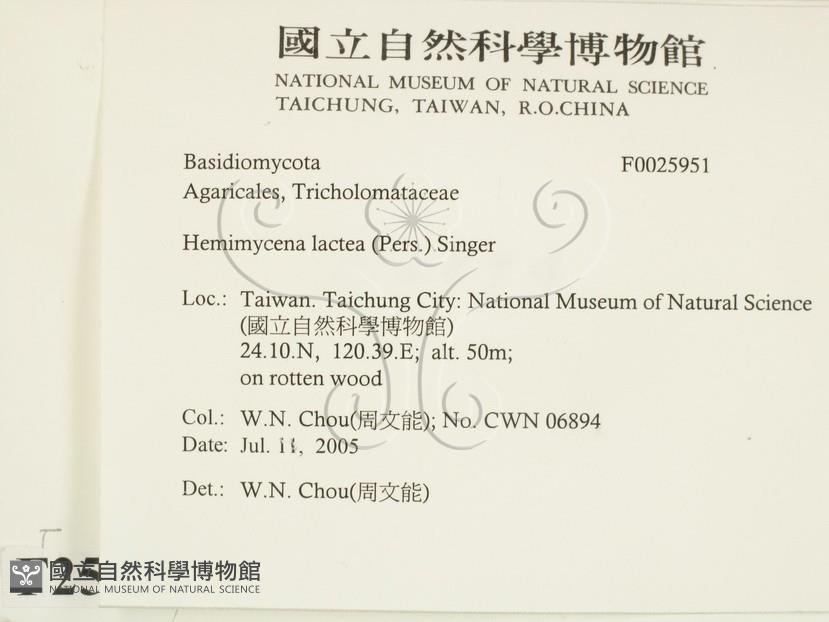 國立自然科學博物館
NATIONAL MUSEUM OF NATURAL SCIENCE
TAICHUNG, TAIWAN, R.O.CHINA
Basidiomycota F0025951
Agaricales, Tricholomataceae
Hemimycena lactea (Pers.) Singer
Loc.: Taiwan. Taichung City: National Museum of Natural Science
(國立自然科學博物館)
24.10.N, 120.39.E; alt. 50m;
on rotten wood
Col.: W.N. Chou(周文能); No. CWN 06894
Date: Jul. 11, 2005
Det.: W.N. Chou(周文能)
T
F25
國立自然科學博物館
NATIONAL MUSEUM OF NATURAL SCIENCE